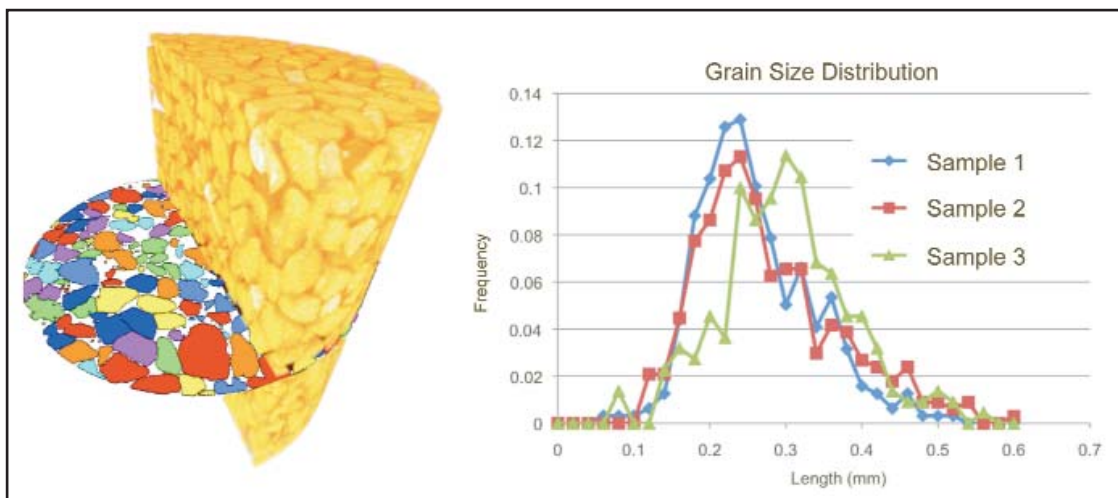 Grain Size Distribution
0.14
0.12
0.1
0.08
0.06
0.04
0.02
0
Frequency
Sample 1
Sample 2
Sample 3
0 0.1 0.2 0.3 0.4 0.5 0.6 0.7
Length (mm)